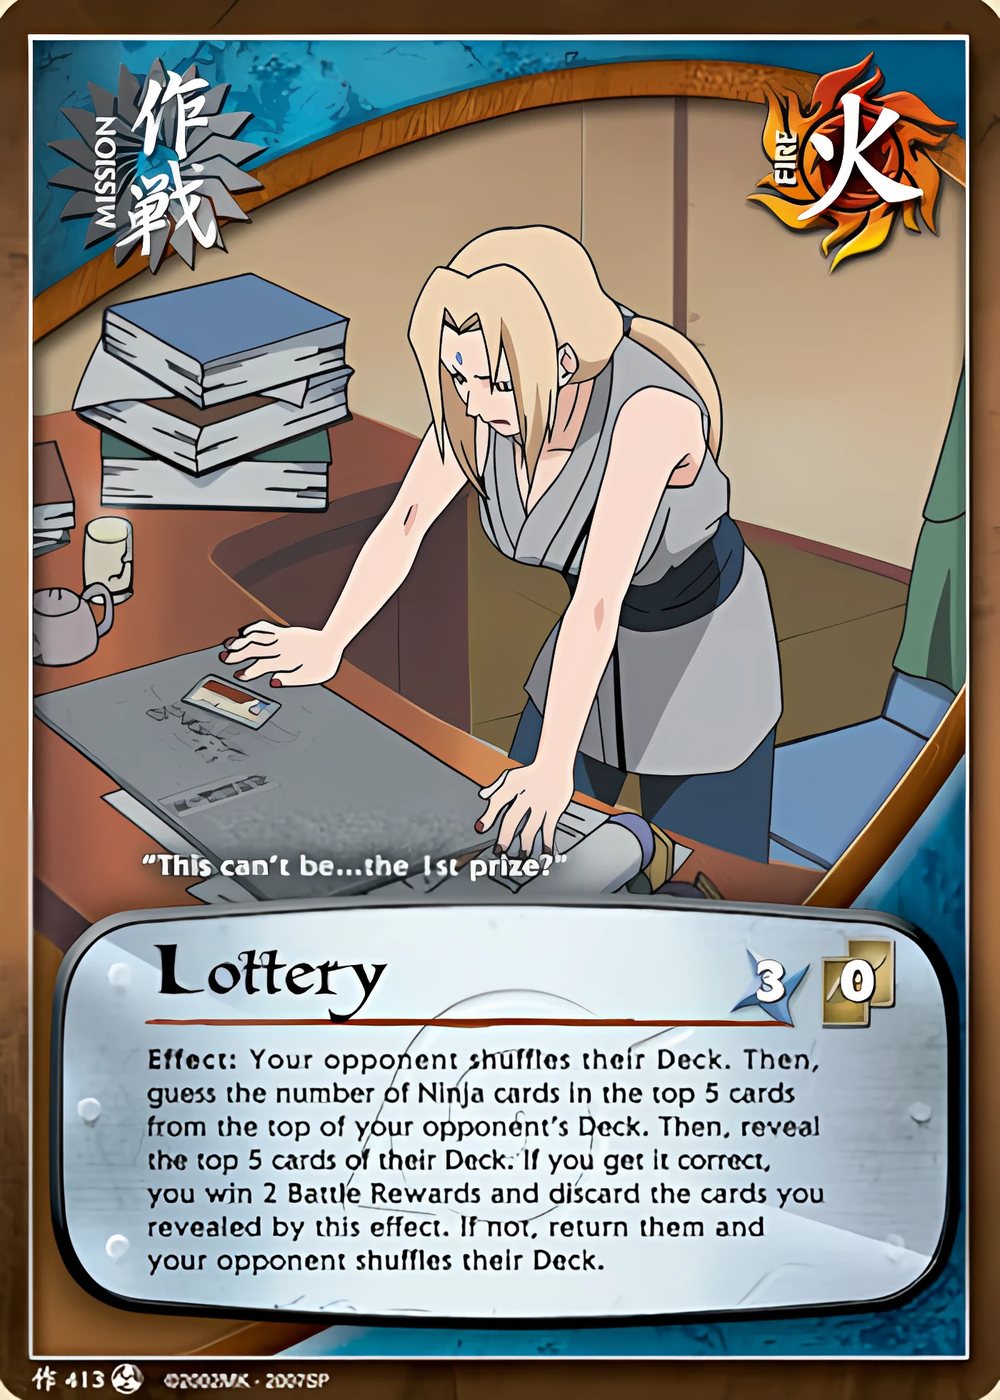 MISSION
作戦
FIRE
火
"This can't be...the 1st prize?"
Lottery
3
0
Effect: Your opponent shuffles their Deck. Then,
guess the number of Ninja cards in the top 5 cards
from the top of your opponent's Deck. Then, reveal
the top 5 cards of their Deck. If you get it correct,
you win 2 Battle Rewards and discard the cards you
revealed by this effect. If not, return them and
your opponent shuffles their Deck.
作 413 ©2002MK - 2007SP